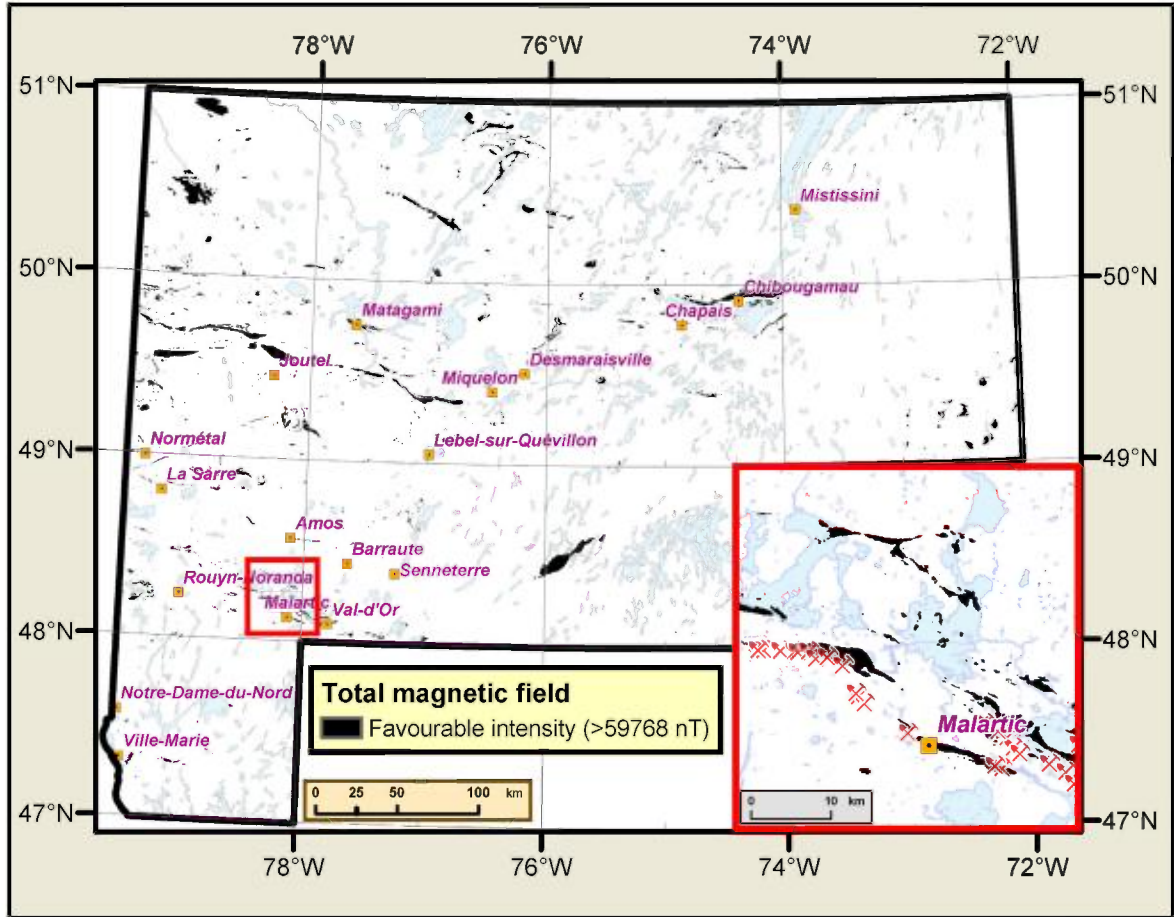 78°W 76°W 74°W 72°W
51°N 51°N
Mistissini
50°N 50°N
Chibougamau
Matagami
Chapais
Joutel
Desmaraisville
Miquelon
Normétal
Lebel-sur-Quévillon
49°N 49°N
La Sarre
Amos
Barraute
Senneterre
Rouyn-Noranda
Malartic
Val-d'Or
48°N 48°N
Notre-Dame-du-Nord
Ville-Marie
Total magnetic field
Favourable intensity (>59768 nT)
0 25 50 100 km
Malartic
0 10 km
47°N 47°N
78°W 76°W 74°W 72°W